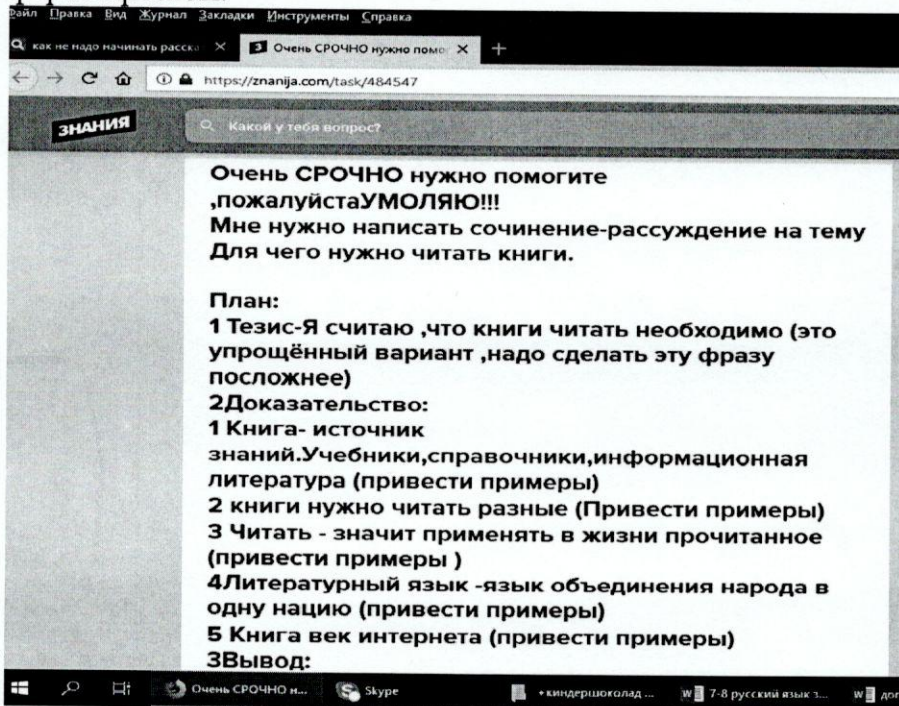 Файл Правка Вид Журнал Закладки Инструменты Справка
как не надо начинать расска × Очень СРОЧНО нужно помо × +
https://znanija.com/task/484547
ЗНАНИЯ Какой у тебя вопрос?
Очень СРОЧНО нужно помогите
,пожалуйстаУМОЛЯЮ!!!
Мне нужно написать сочинение-рассуждение на тему
Для чего нужно читать книги.
План:
1 Тезис-Я считаю ,что книги читать необходимо (это
упрощённый вариант ,надо сделать эту фразу
посложнее)
2Доказательство:
1 Книга- источник
знаний.Учебники,справочники,информационная
литература (привести примеры)
2 книги нужно читать разные (Привести примеры)
3 Читать - значит применять в жизни прочитанное
(привести примеры )
4Литературный язык -язык объединения народа в
одну нацию (привести примеры)
5 Книга век интернета (привести примеры)
3Вывод:
Очень СРОЧНО н... Skype +киндершоколад ... 7-8 русский язык з... дог